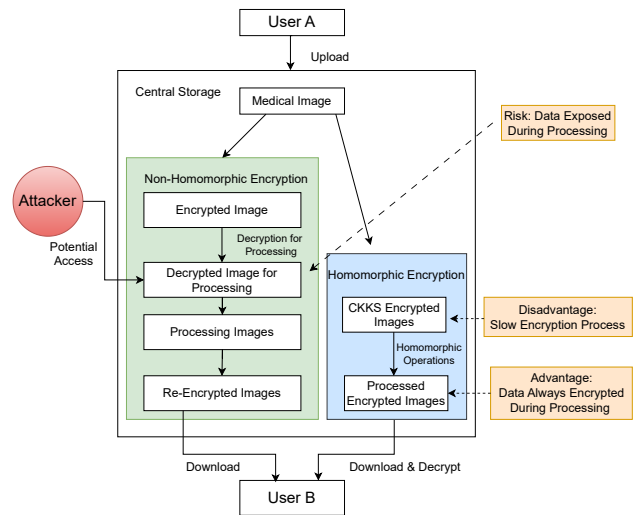 User A
Upload
Central Storage
Medical Image
Risk: Data Exposed
During Processing
Non-Homomorphic Encryption
Attacker
Encrypted Image
Decryption for
Processing
Potential
Access
Decrypted Image for
Processing
Homomorphic Encryption
Processing Images
CKKS Encrypted
Images
Disadvantage:
Slow Encryption Process
Homomorphic
Operations
Re-Encrypted Images
Processed
Encrypted Images
Advantage:
Data Always Encrypted
During Processing
Download
Download & Decrypt
User B